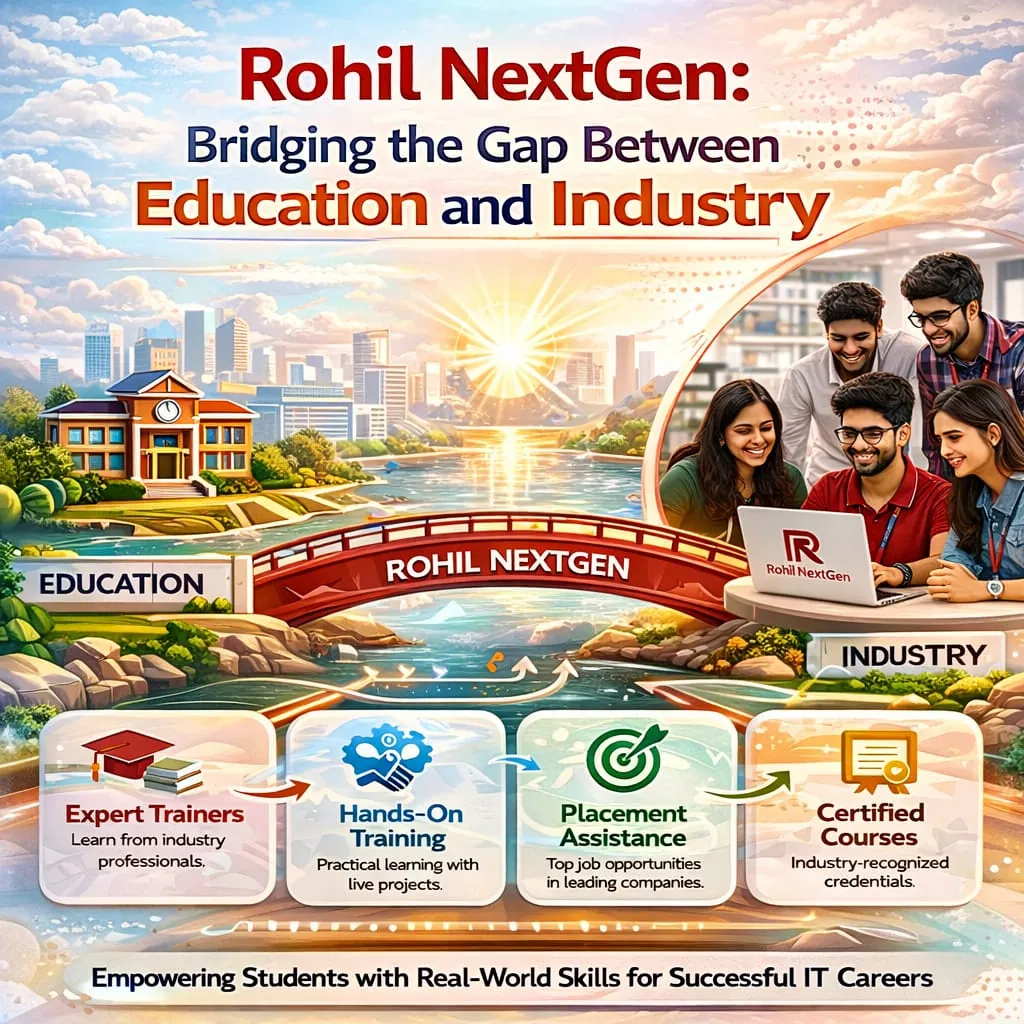 Rohil NextGen:
Bridging the Gap Between
Education and Industry
EDUCATION
ROHIL NEXTGEN
R
Rohil NextGen
INDUSTRY
Expert Trainers
Learn from industry
professionals.
Hands-On
Training
Practical learning with
live projects.
Placement
Assistance
Top job opportunities
in leading companies.
Certified
Courses
Industry-recognized
credentials.
Empowering Students with Real-World Skills for Successful IT Careers